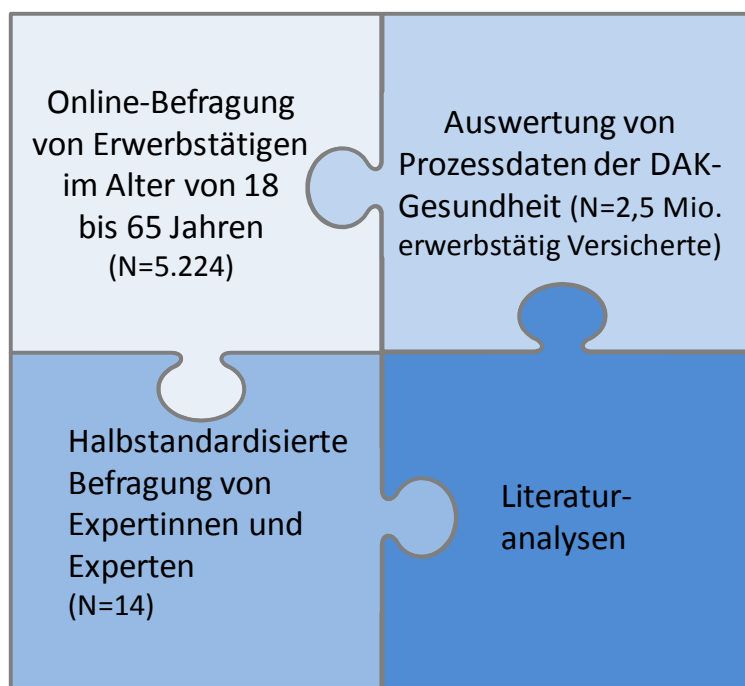 Online-Befragung
von Erwerbstätigen
im Alter von 18
bis 65 Jahren
(N=5.224)
Auswertung von
Prozessdaten der DAK-
Gesundheit (N=2,5 Mio.
erwerbstätig Versicherte)
Halbstandardisierte
Befragung von
Expertinnen und
Experten
(N=14)
Literatur-
analysen